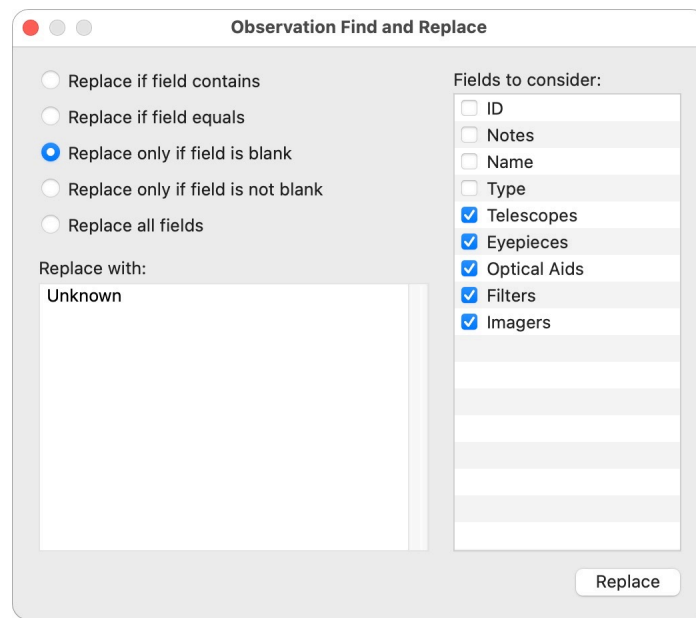 Observation Find and Replace
Replace if field contains
Replace if field equals
Replace only if field is blank
Replace only if field is not blank
Replace all fields
Replace with:
Unknown
Fields to consider:
ID
Notes
Name
Type
Telescopes
Eyepieces
Optical Aids
Filters
Imagers
Replace